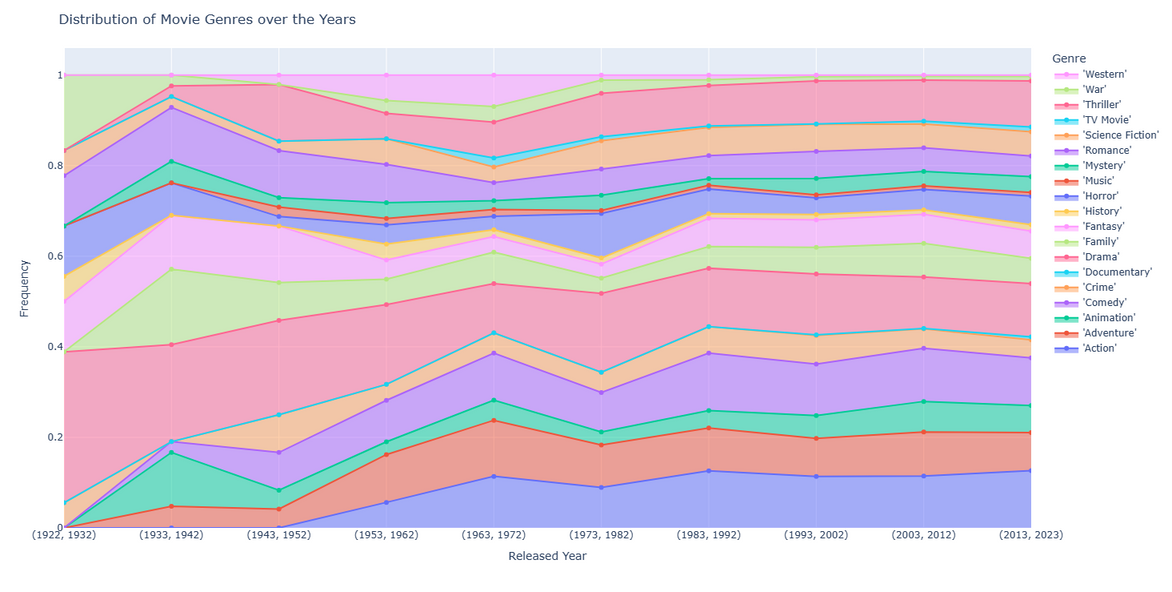 Distribution of Movie Genres over the Years
Genre
'Western'
'War'
'Thriller'
'TV Movie'
'Science Fiction'
'Romance'
'Mystery'
'Music'
'Horror'
'History'
'Fantasy'
'Family'
'Drama'
'Documentary'
'Crime'
'Comedy'
'Animation'
'Adventure'
'Action'
Frequency
1
0.8
0.6
0.4
0.2
0
(1922, 1932)
(1933, 1942)
(1943, 1952)
(1953, 1962)
(1963, 1972)
(1973, 1982)
(1983, 1992)
(1993, 2002)
(2003, 2012)
(2013, 2023)
Released Year